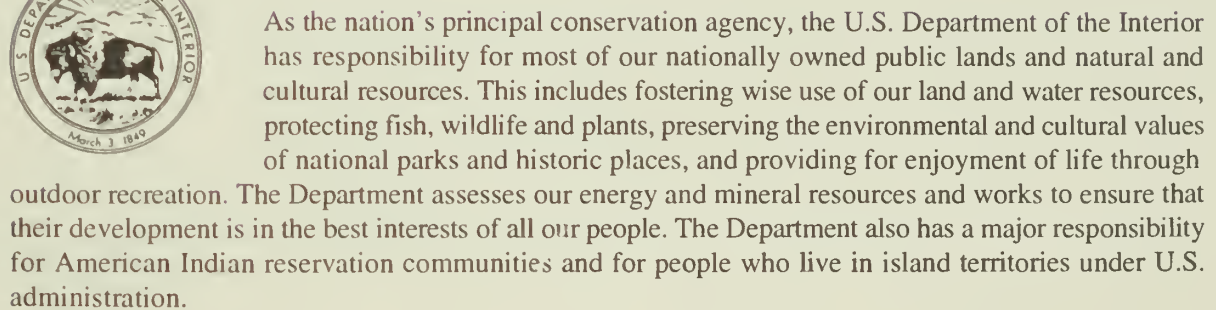 U.S. DEPA
INTERIOR
March 3, 1849
As the nation's principal conservation agency, the U.S. Department of the Interior
has responsibility for most of our nationally owned public lands and natural and
cultural resources. This includes fostering wise use of our land and water resources,
protecting fish, wildlife and plants, preserving the environmental and cultural values
of national parks and historic places, and providing for enjoyment of life through
outdoor recreation. The Department assesses our energy and mineral resources and works to ensure that
their development is in the best interests of all our people. The Department also has a major responsibility
for American Indian reservation communities and for people who live in island territories under U.S.
administration.